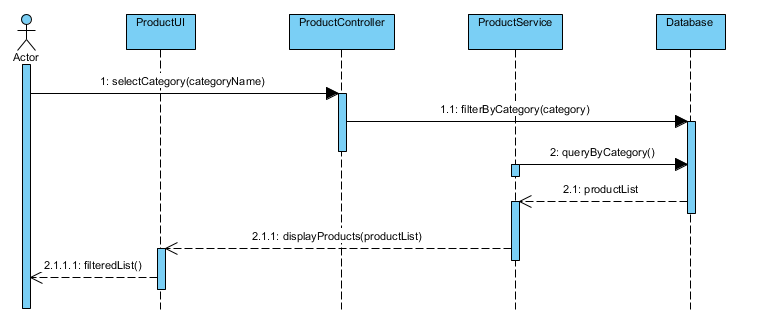 ProductUI
ProductController
ProductService
Database
Actor
1: selectCategory(categoryName)
1.1: filterByCategory(category)
2: queryByCategory()
2.1: productList
2.1.1: displayProducts(productList)
2.1.1.1: filteredList()